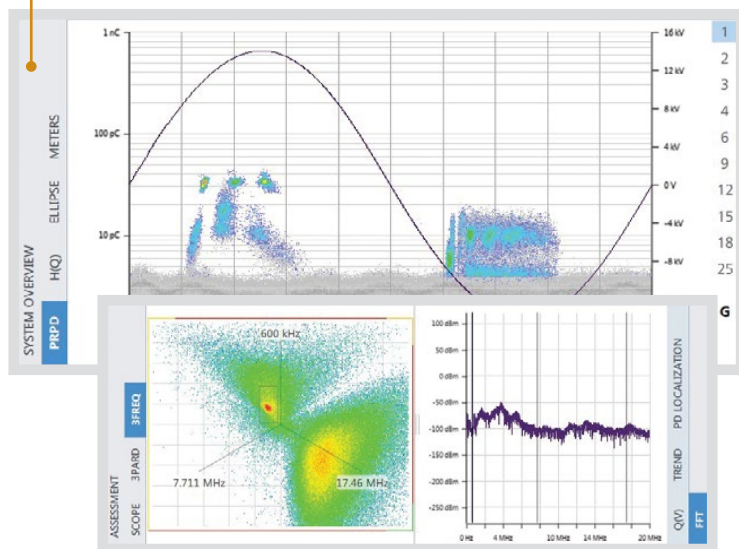 SYSTEM OVERVIEW
PRPD
H(Q)
ELLIPSE
METERS
1 nC
100 pC
10 pC
16 kV
12 kV
8 kV
4 kV
0 V
-4 kV
-8 kV
1
2
3
4
6
9
12
15
18
25
G
ASSESSMENT
SCOPE
3PARD
3FREQ
600 kHz
7.711 MHz
17.46 MHz
100 dBm
50 dBm
0 dBm
-50 dBm
-100 dBm
-150 dBm
-200 dBm
-250 dBm
0 Hz
4 MHz
10 MHz
14 MHz
20 MHz
Q(V)
TREND
PD LOCALIZATION
FFT